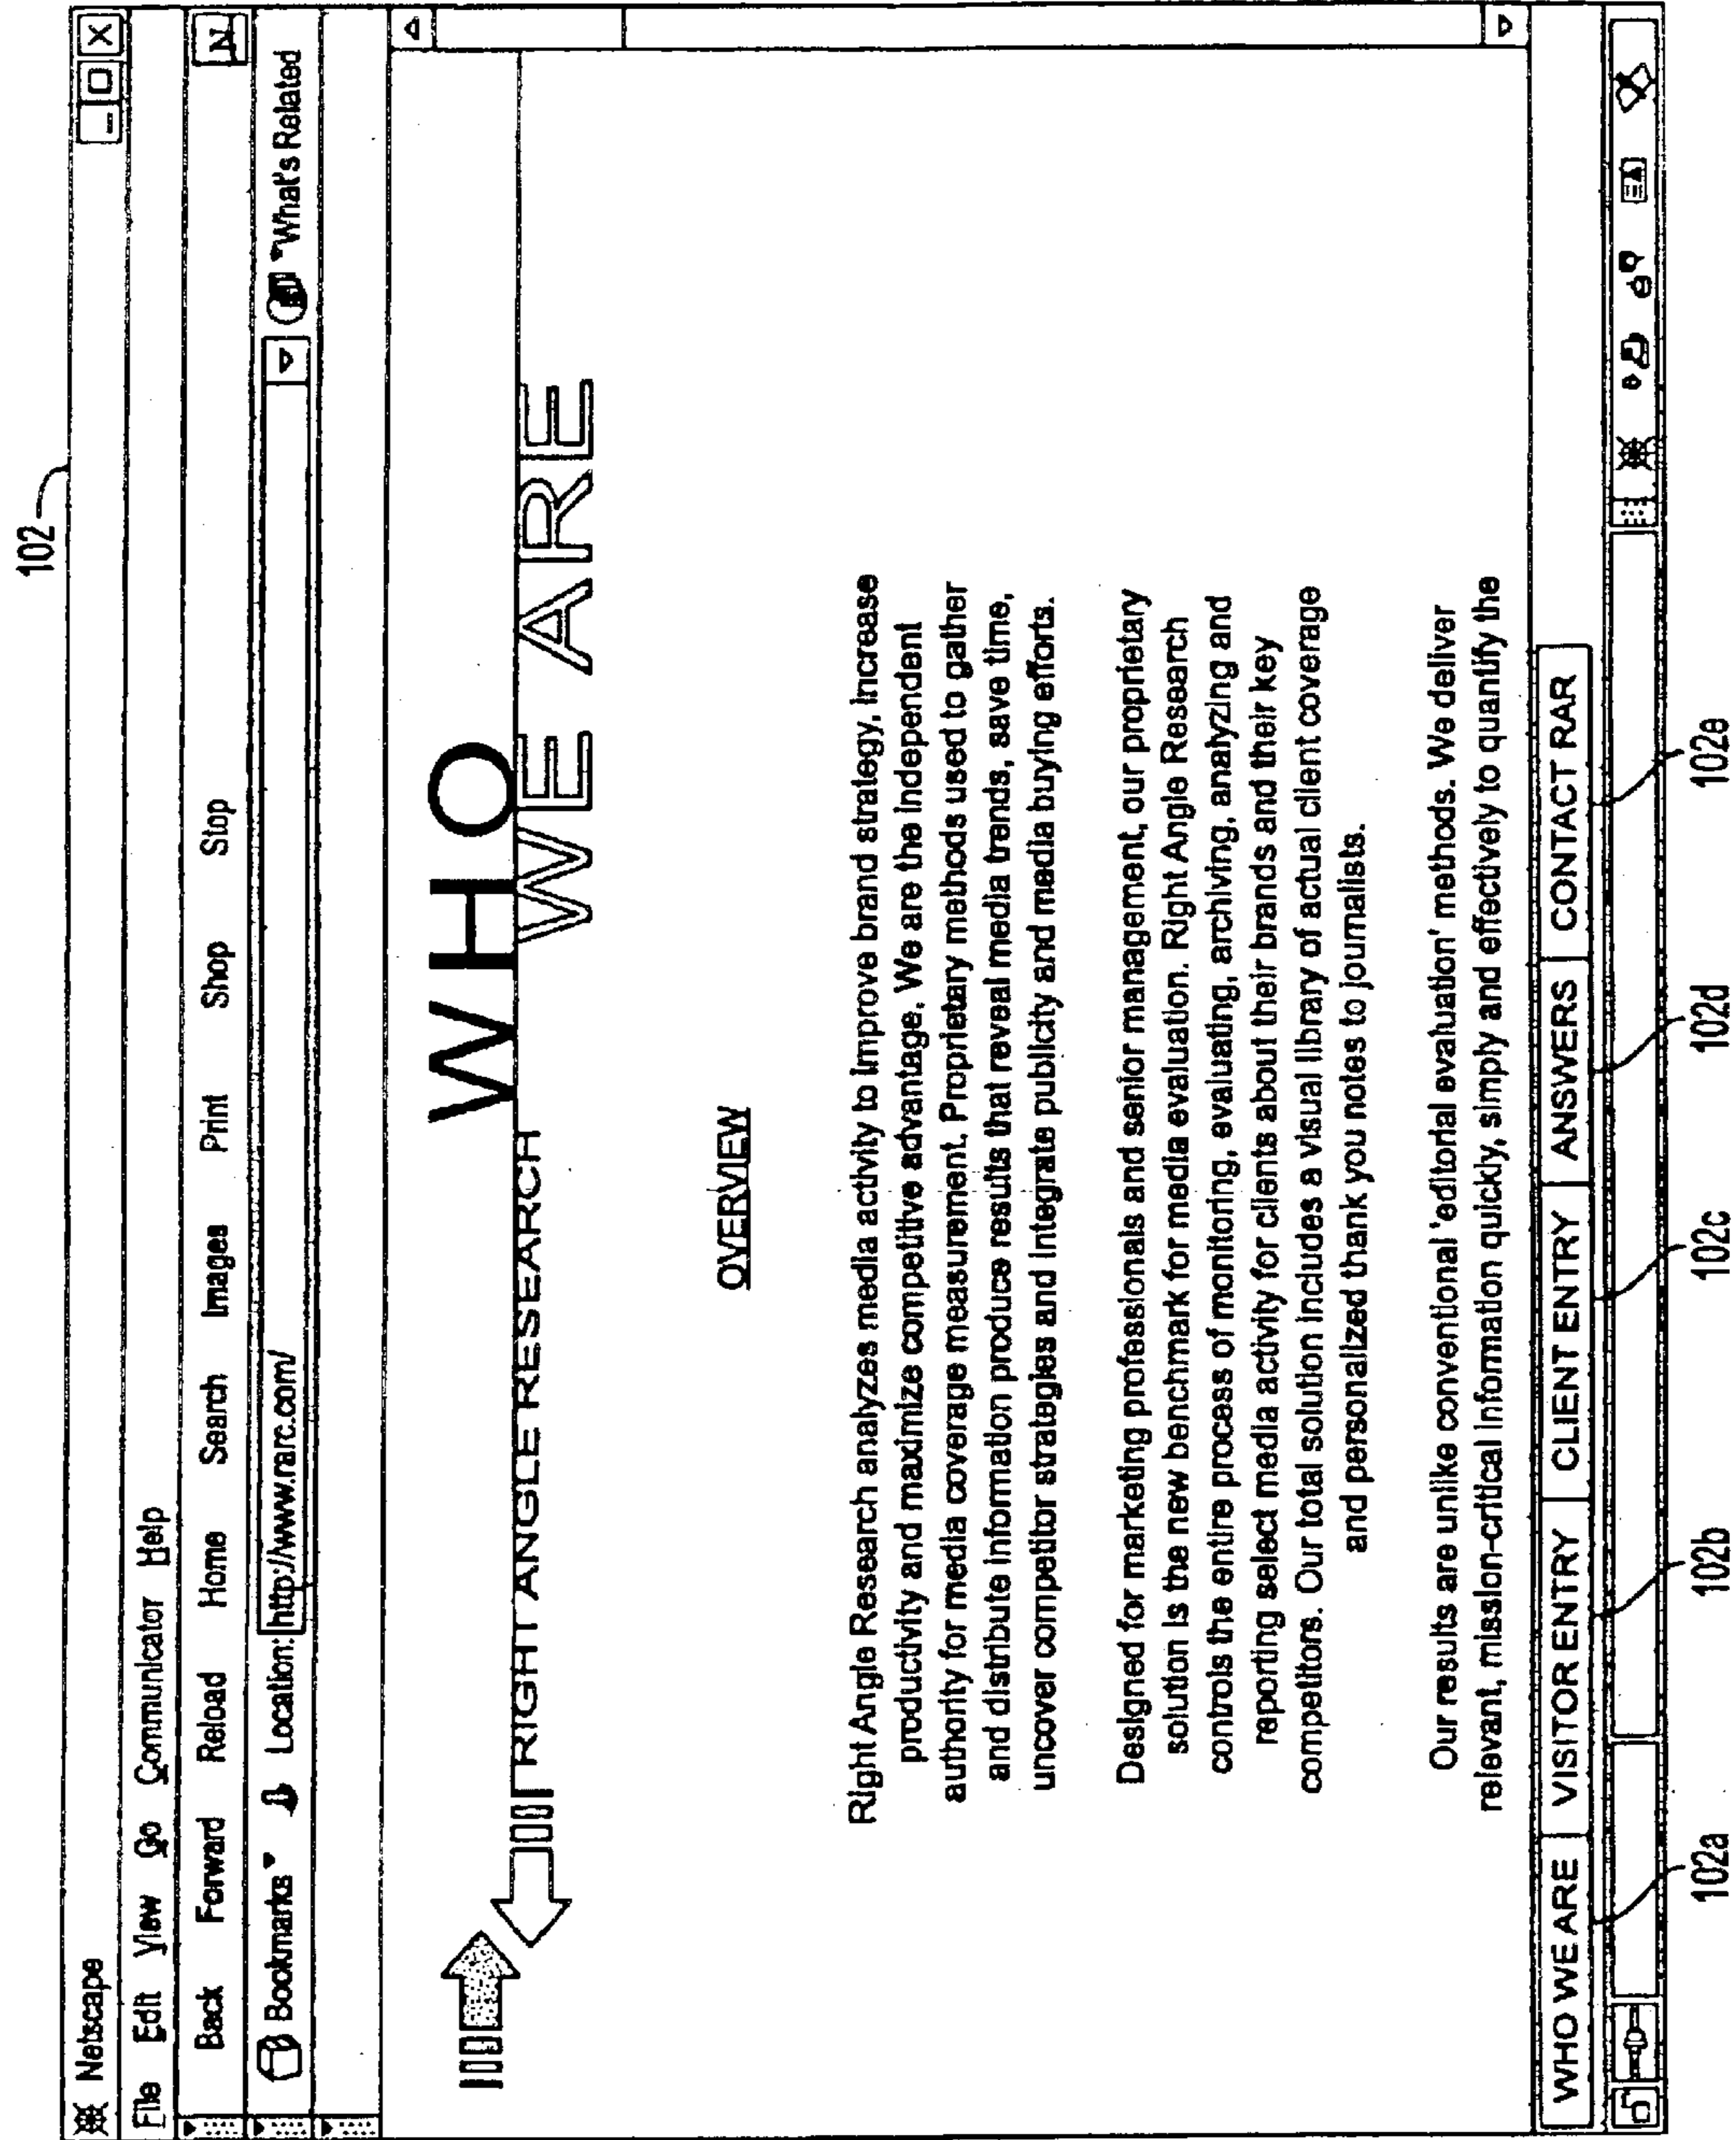 102
Netscape
File Edit View Go Communicator Help
Back Forward Reload Home Search Images Print Shop Stop
N
Bookmarks Location: http://www.rarc.com/ What's Related
WHO
RIGHT ANGLE RESEARCH
WE ARE
OVERVIEW
Right Angle Research analyzes media activity to improve brand strategy, increase
productivity and maximize competitive advantage. We are the independent
authority for media coverage measurement. Proprietary methods used to gather
and distribute information produce results that reveal media trends, save time,
uncover competitor strategies and integrate publicity and media buying efforts.
Designed for marketing professionals and senior management, our proprietary
solution is the new benchmark for media evaluation. Right Angle Research
controls the entire process of monitoring, evaluating, archiving, analyzing and
reporting select media activity for clients about their brands and their key
competitors. Our total solution includes a visual library of actual client coverage
and personalized thank you notes to journalists.
Our results are unlike conventional 'editorial evaluation' methods. We deliver
relevant, mission-critical information quickly, simply and effectively to quantify the
WHO WE ARE VISITOR ENTRY CLIENT ENTRY ANSWERS CONTACT RAR
102a 102b 102c 102d 102e